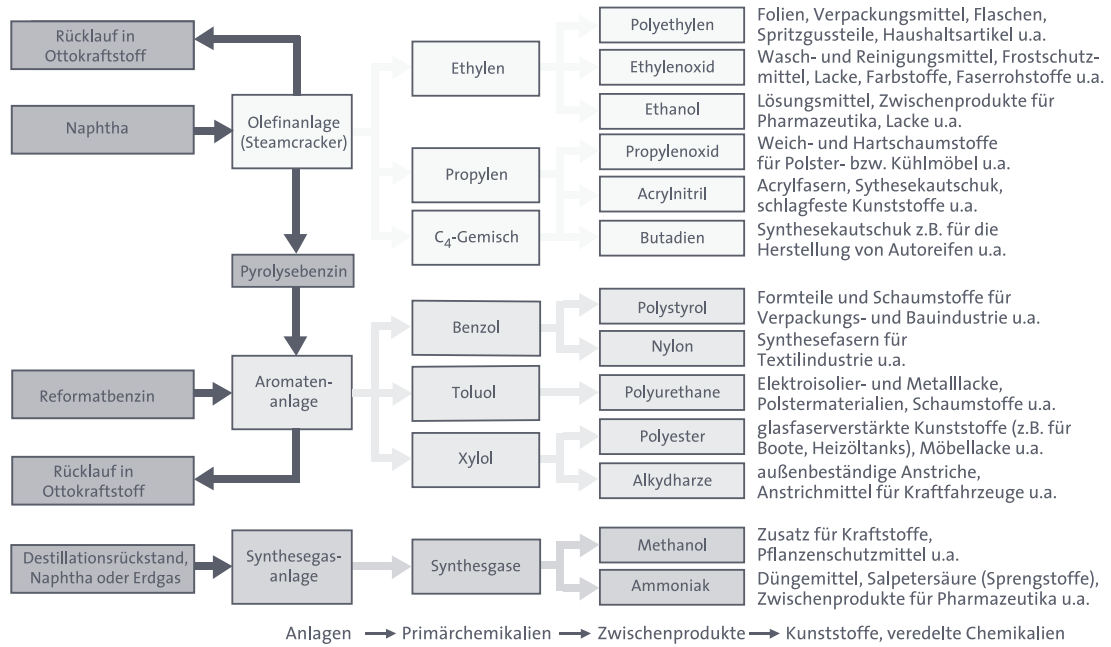 Rücklauf in
Ottokraftstoff
Naphtha
Olefinanlage
(Steamcracker)
Ethylen
Polyethylen
Folien, Verpackungsmittel, Flaschen,
Spritzgussteile, Haushaltsartikel u.a.
Ethylenoxid
Wasch- und Reinigungsmittel, Frostschutz-
mittel, Lacke, Farbstoffe, Faserrohstoffe u.a.
Ethanol
Lösungsmittel, Zwischenprodukte für
Pharmazeutika, Lacke u.a.
Propylen
Propylenoxid
Weich- und Hartschaumstoffe
für Polster- bzw. Kühlmöbel u.a.
Acrylnitril
Acrylfasern, Sythesekautschuk,
schlagfeste Kunststoffe u.a.
C₄-Gemisch
Butadien
Synthesekautschuk z.B. für die
Herstellung von Autoreifen u.a.
Pyrolysebenzin
Reformatbenzin
Aromaten-
anlage
Rücklauf in
Ottokraftstoff
Benzol
Polystyrol
Formteile und Schaumstoffe für
Verpackungs- und Bauindustrie u.a.
Nylon
Synthesefasern für
Textilindustrie u.a.
Toluol
Polyurethane
Elektroisolier- und Metalllacke,
Polstermaterialien, Schaumstoffe u.a.
Xylol
Polyester
glasfaserverstärkte Kunststoffe (z.B. für
Boote, Heizöltanks), Möbellacke u.a.
Alkydharze
außenbeständige Anstriche,
Anstrichmittel für Kraftfahrzeuge u.a.
Destillationsrückstand,
Naphtha oder Erdgas
Synthesegas-
anlage
Synthesgase
Methanol
Zusatz für Kraftstoffe,
Pflanzenschutzmittel u.a.
Ammoniak
Düngemittel, Salpetersäure (Sprengstoffe),
Zwischenprodukte für Pharmazeutika u.a.
Anlagen → Primärchemikalien → Zwischenprodukte → Kunststoffe, veredelte Chemikalien